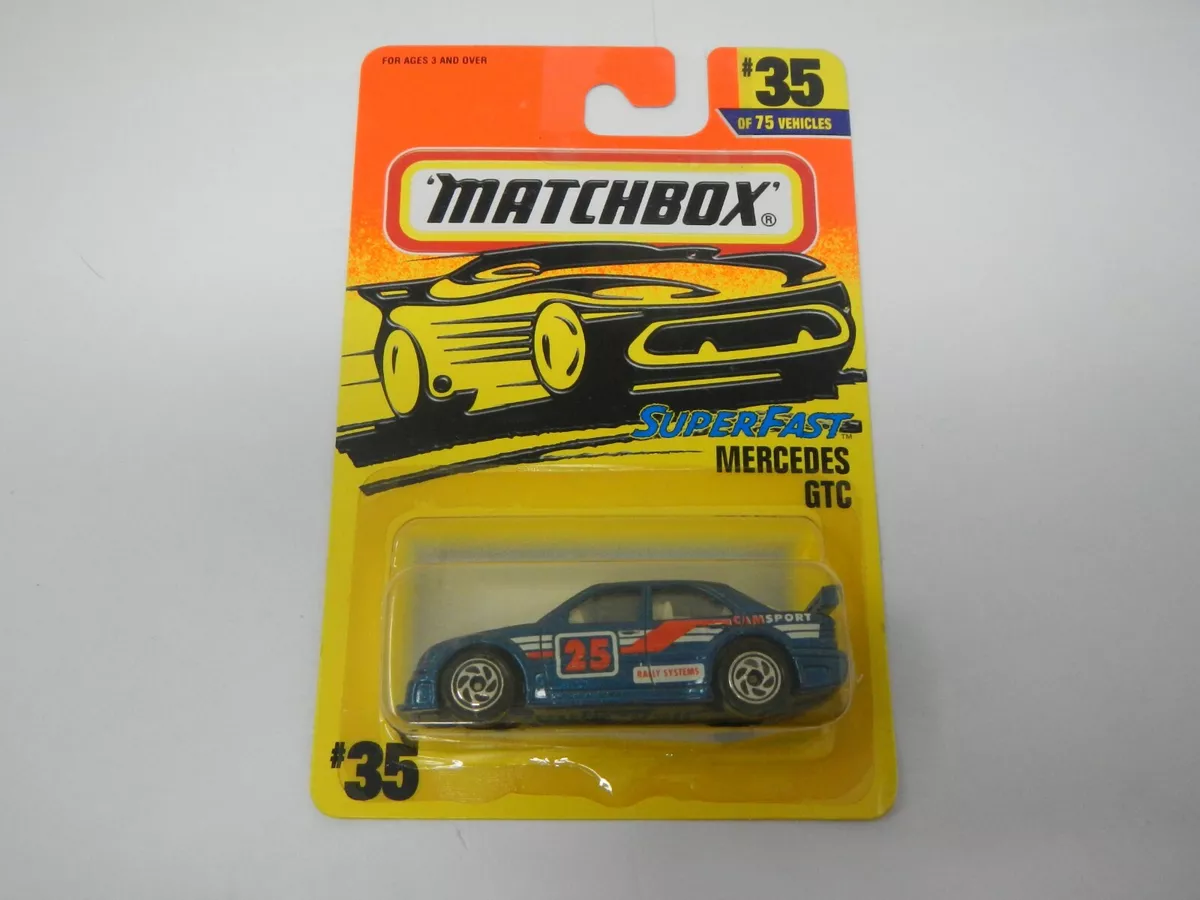 FOR AGES 3 AND OVER
#35
OF 75 VEHICLES
'MATCHBOX'®
SUPERFAST™
MERCEDES
GTC
CAMSPORT
25
RALLY SYSTEMS
#35